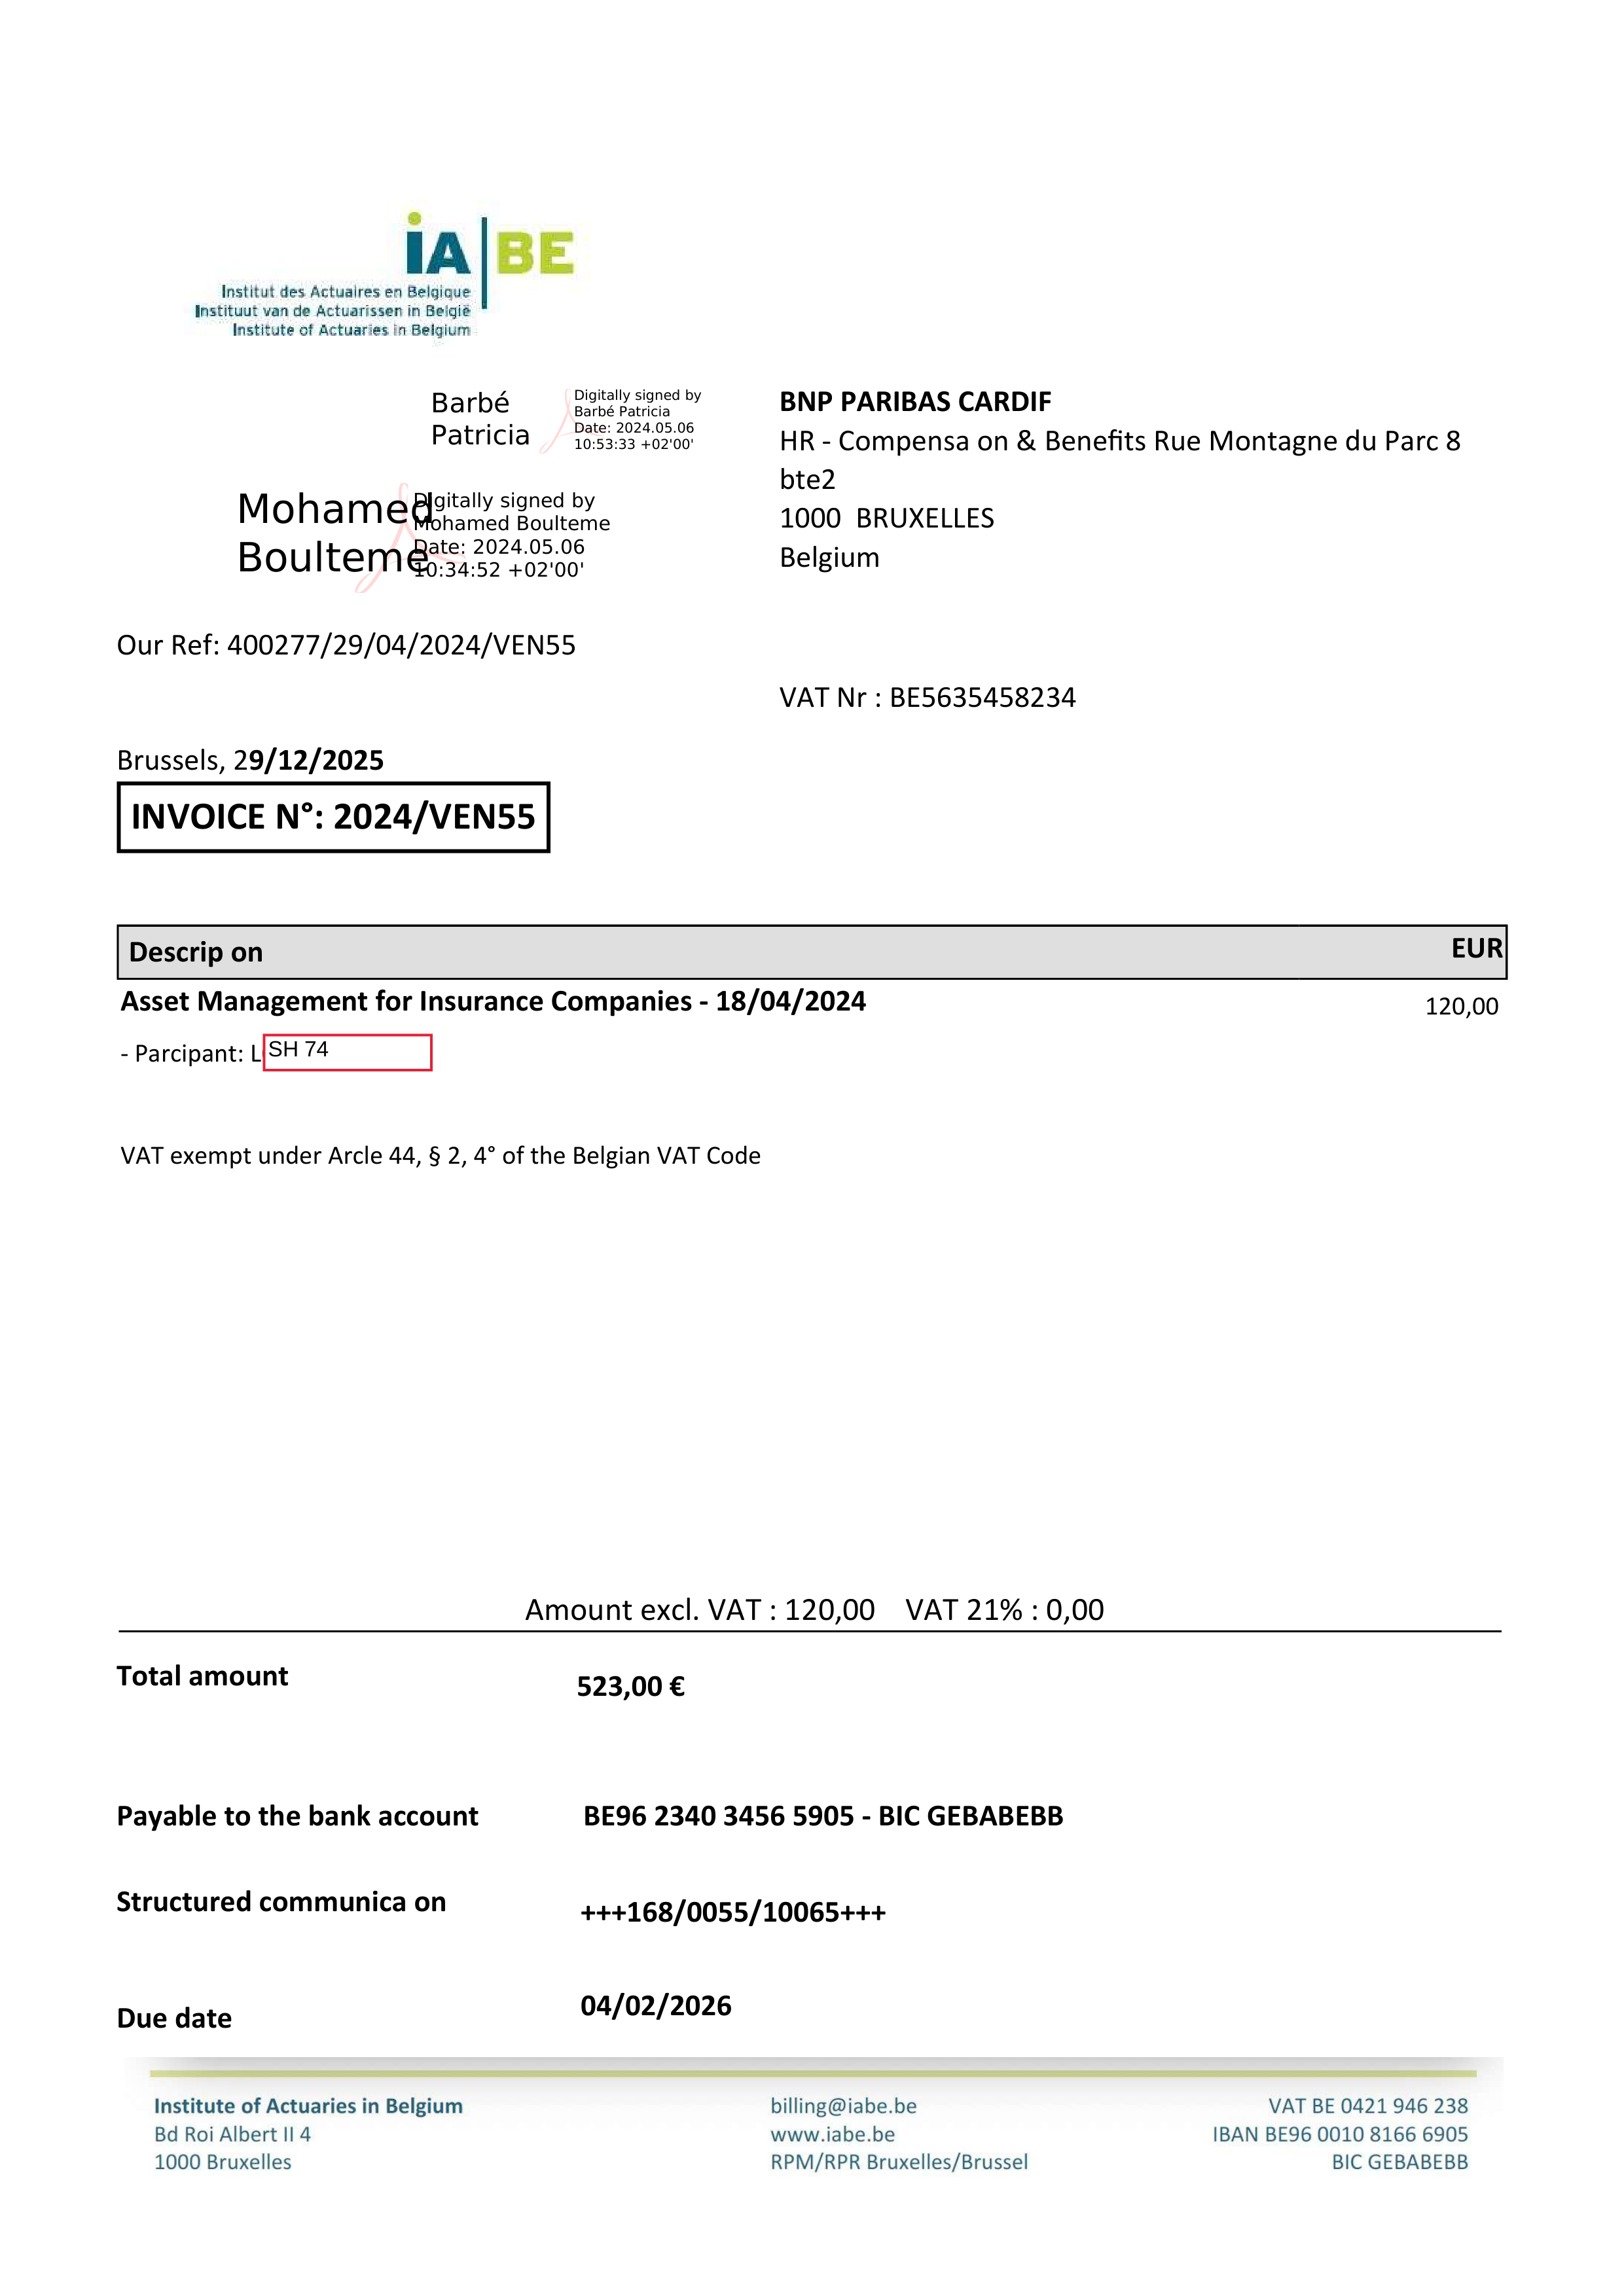 iA BE
Institut des Actuaires en Belgique
Instituut van de Actuarissen in België
Institute of Actuaries in Belgium
Barbé
Patricia
Digitally signed by
Barbé Patricia
Date: 2024.05.06
10:53:33 +02'00'
Mohamed
Boulteme
Digitally signed by
Mohamed Boulteme
Date: 2024.05.06
10:34:52 +02'00'
BNP PARIBAS CARDIF
HR - Compensa on & Benefits Rue Montagne du Parc 8
bte2
1000 BRUXELLES
Belgium
Our Ref: 400277/29/04/2024/VEN55
VAT Nr : BE5635458234
Brussels, 29/12/2025
INVOICE N°: 2024/VEN55
Descrip on EUR
Asset Management for Insurance Companies - 18/04/2024 120,00
- Parcipant: L SH 74
VAT exempt under Arcle 44, § 2, 4° of the Belgian VAT Code
Amount excl. VAT : 120,00 VAT 21% : 0,00
Total amount 523,00 €
Payable to the bank account BE96 2340 3456 5905 - BIC GEBABEBB
Structured communica on +++168/0055/10065+++
Due date 04/02/2026
Institute of Actuaries in Belgium
Bd Roi Albert II 4
1000 Bruxelles
billing@iabe.be
www.iabe.be
RPM/RPR Bruxelles/Brussel
VAT BE 0421 946 238
IBAN BE96 0010 8166 6905
BIC GEBABEBB